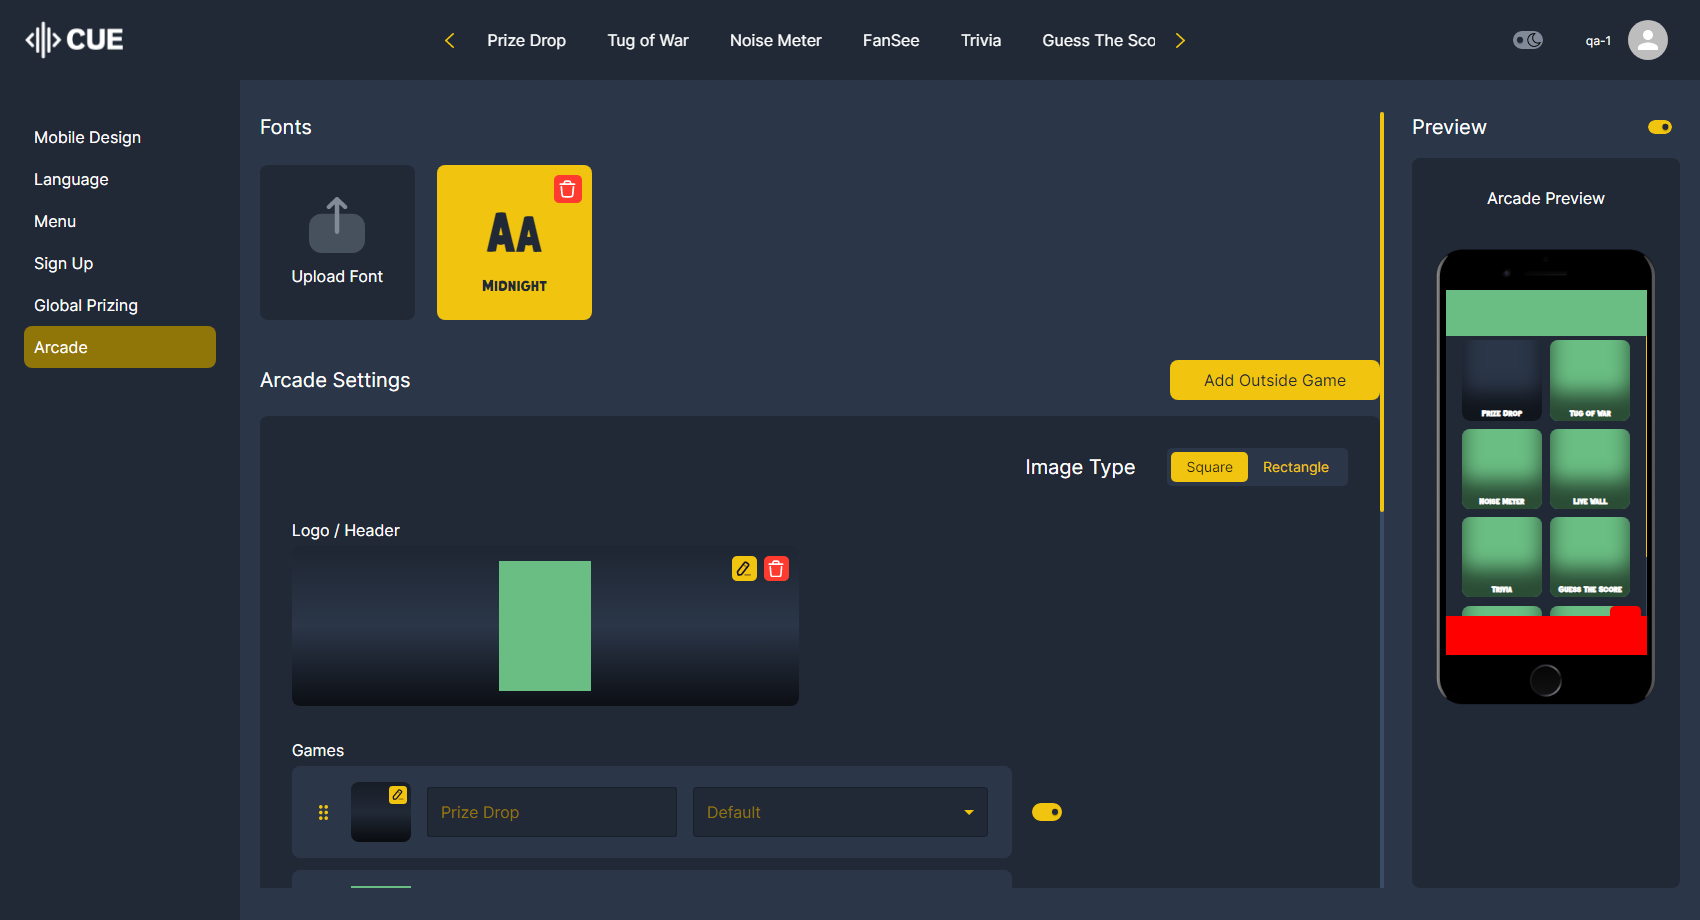 CUE
Prize Drop
Tug of War
Noise Meter
FanSee
Trivia
Guess The Sco
qa-1
Mobile Design
Language
Menu
Sign Up
Global Prizing
Arcade
Fonts
Upload Font
AA
MIDNIGHT
Arcade Settings
Add Outside Game
Image Type
Square
Rectangle
Logo / Header
Games
Prize Drop
Default
Preview
Arcade Preview
PRIZE DROP
TUG OF WAR
NOISE METER
LIVE WALL
TRIVIA
GUESS THE SCORE